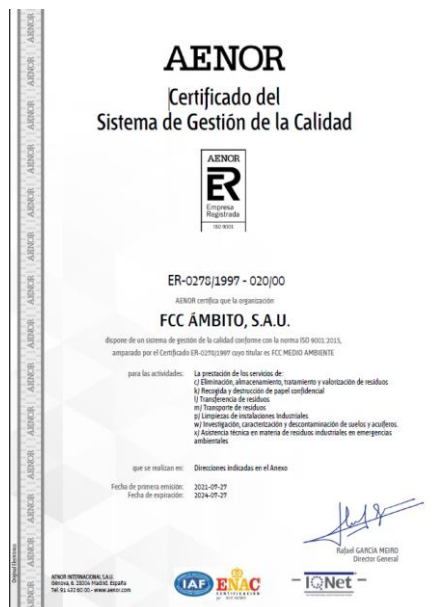 AENOR
Certificado del
Sistema de Gestión de la Calidad
AENOR
ER
Empresa
Registrada
ISO 9001
ER-0278/1997 - 020/00
AENOR certifica que la organización
FCC ÁMBITO, S.A.U.
dispone de un sistema de gestión de la calidad conforme con la norma ISO 9001:2015,
amparado por el Certificado ER-0278/1997 cuyo titular es FCC MEDIO AMBIENTE
para las actividades: La prestación de los servicios de:
c) Eliminación, almacenamiento, tratamiento y valorización de residuos
k) Recogida y destrucción de papel confidencial
l) Transferencia de residuos
m) Transporte de residuos
p) Limpiezas de instalaciones industriales
w) Investigación, caracterización y descontaminación de suelos y acuíferos.
x) Asistencia técnica en materia de residuos industriales en emergencias
ambientales
que se realizan en: Direcciones indicadas en el Anexo
Fecha de primera emisión: 2021-07-27
Fecha de expiración: 2024-07-27
Rafael GARCÍA MEIRO
Director General
Original Electrónico
AENOR INTERNACIONAL S.A.U.
Génova, 6. 28004 Madrid. España
Tel. 91 432 60 00.- www.aenor.com
IAF
ENAC
CERTIFICACIÓN
IQNet